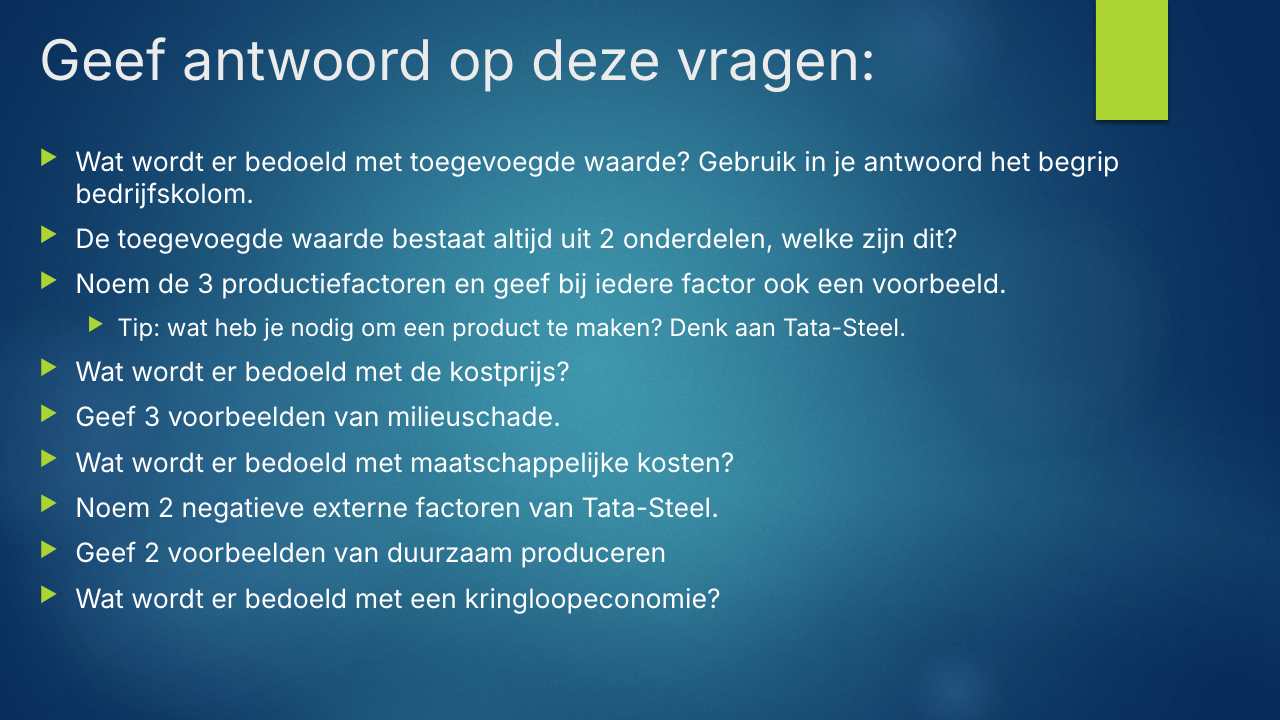 Geef antwoord op deze vragen:
Wat wordt er bedoeld met toegevoegde waarde? Gebruik in je antwoord het begrip
bedrijfskolom.
De toegevoegde waarde bestaat altijd uit 2 onderdelen, welke zijn dit?
Noem de 3 productiefactoren en geef bij iedere factor ook een voorbeeld.
Tip: wat heb je nodig om een product te maken? Denk aan Tata-Steel.
Wat wordt er bedoeld met de kostprijs?
Geef 3 voorbeelden van milieuschade.
Wat wordt er bedoeld met maatschappelijke kosten?
Noem 2 negatieve externe factoren van Tata-Steel.
Geef 2 voorbeelden van duurzaam produceren
Wat wordt er bedoeld met een kringloopeconomie?